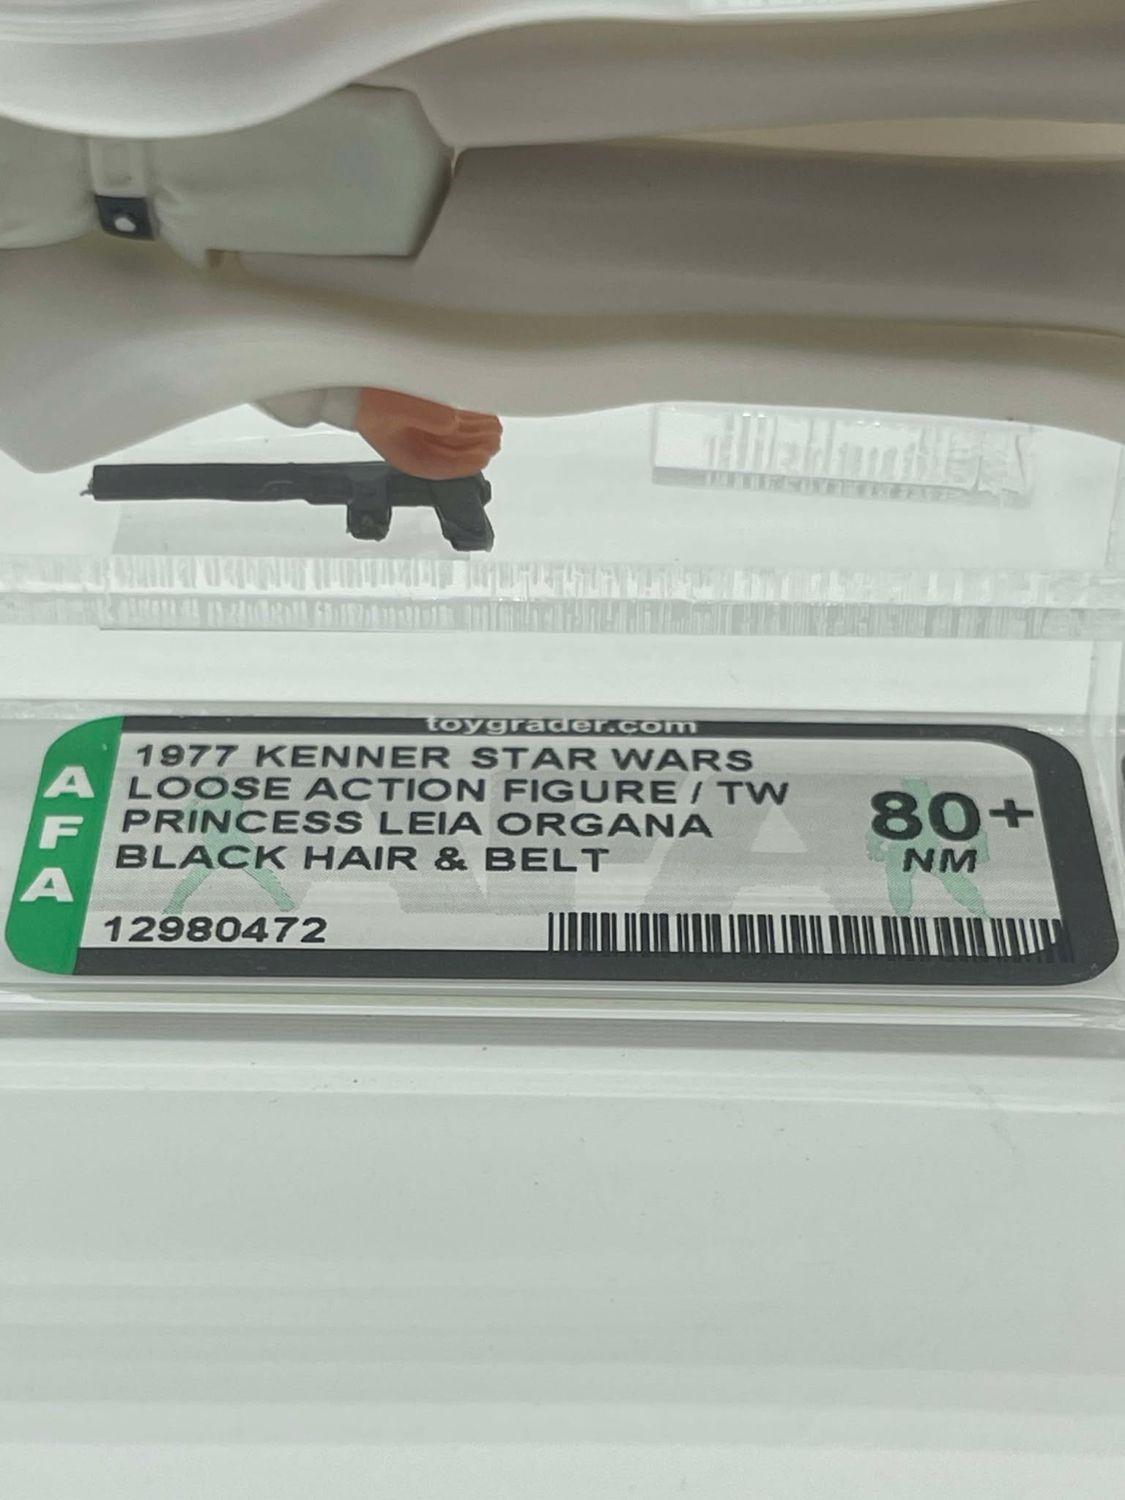 toygrader.com
AFA
1977 KENNER STAR WARS
LOOSE ACTION FIGURE / TW
PRINCESS LEIA ORGANA
BLACK HAIR & BELT
80+
NM
12980472